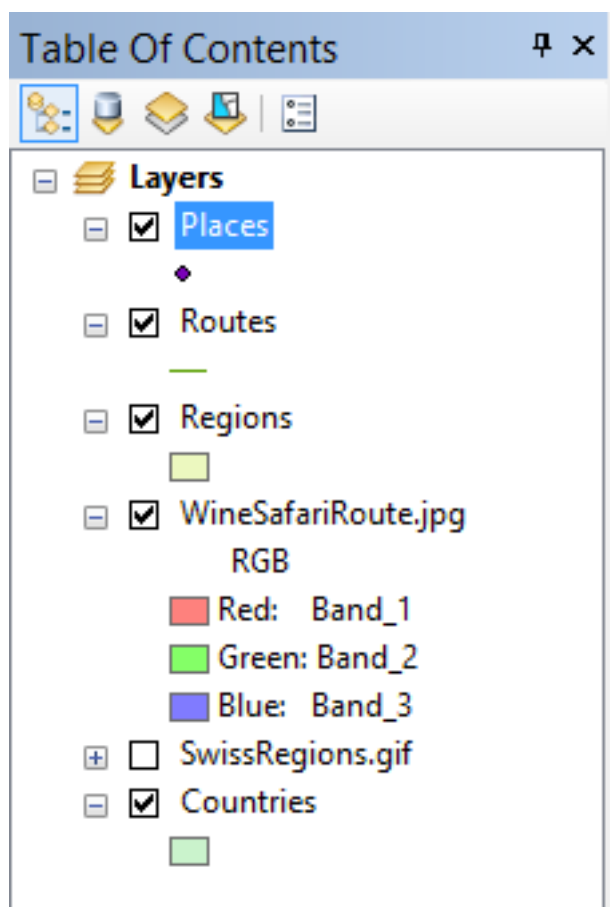 Table Of Contents
Layers
Places
Routes
Regions
WineSafariRoute.jpg
RGB
Red: Band_1
Green: Band_2
Blue: Band_3
SwissRegions.gif
Countries